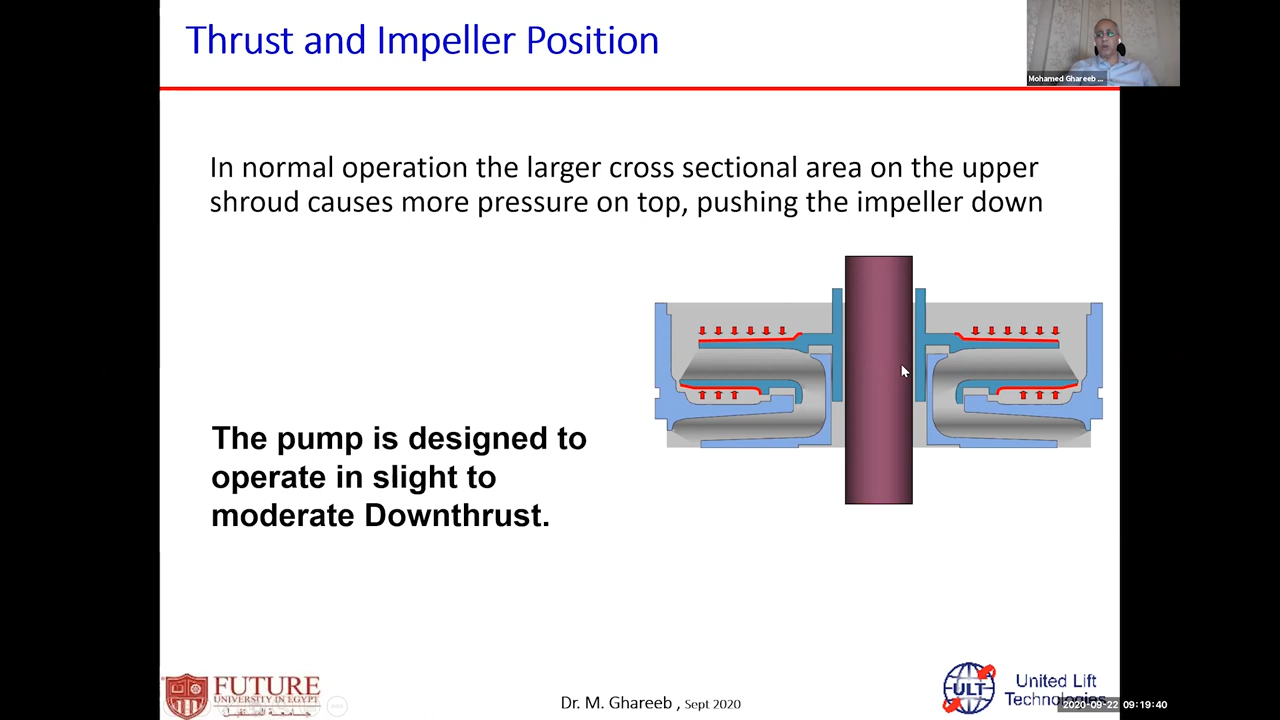 Thrust and Impeller Position
Mohamed Ghareeb ...
In normal operation the larger cross sectional area on the upper
shroud causes more pressure on top, pushing the impeller down
The pump is designed to
operate in slight to
moderate Downthrust.
FUTURE
UNIVERSITY IN EGYPT
جامعة المستقبل
Dr. M. Ghareeb , Sept 2020
ULT
United Lift
Technologies
2020-09-22 09:19:40